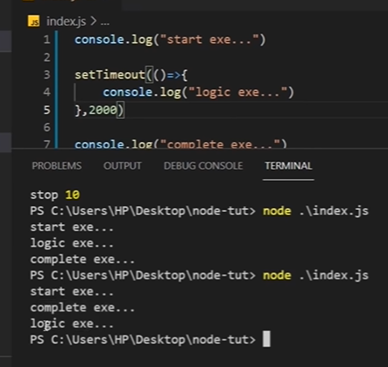 JS index.js > ...
1 console.log("start exe...")
2
3 setTimeout(()=>{
4 console.log("logic exe...")
5 },2000)
6
7 console.log("complete exe...")
PROBLEMS OUTPUT DEBUG CONSOLE TERMINAL
stop 10
PS C:\Users\HP\Desktop\node-tut> node .\index.js
start exe...
logic exe...
complete exe...
PS C:\Users\HP\Desktop\node-tut> node .\index.js
start exe...
complete exe...
logic exe...
PS C:\Users\HP\Desktop\node-tut>